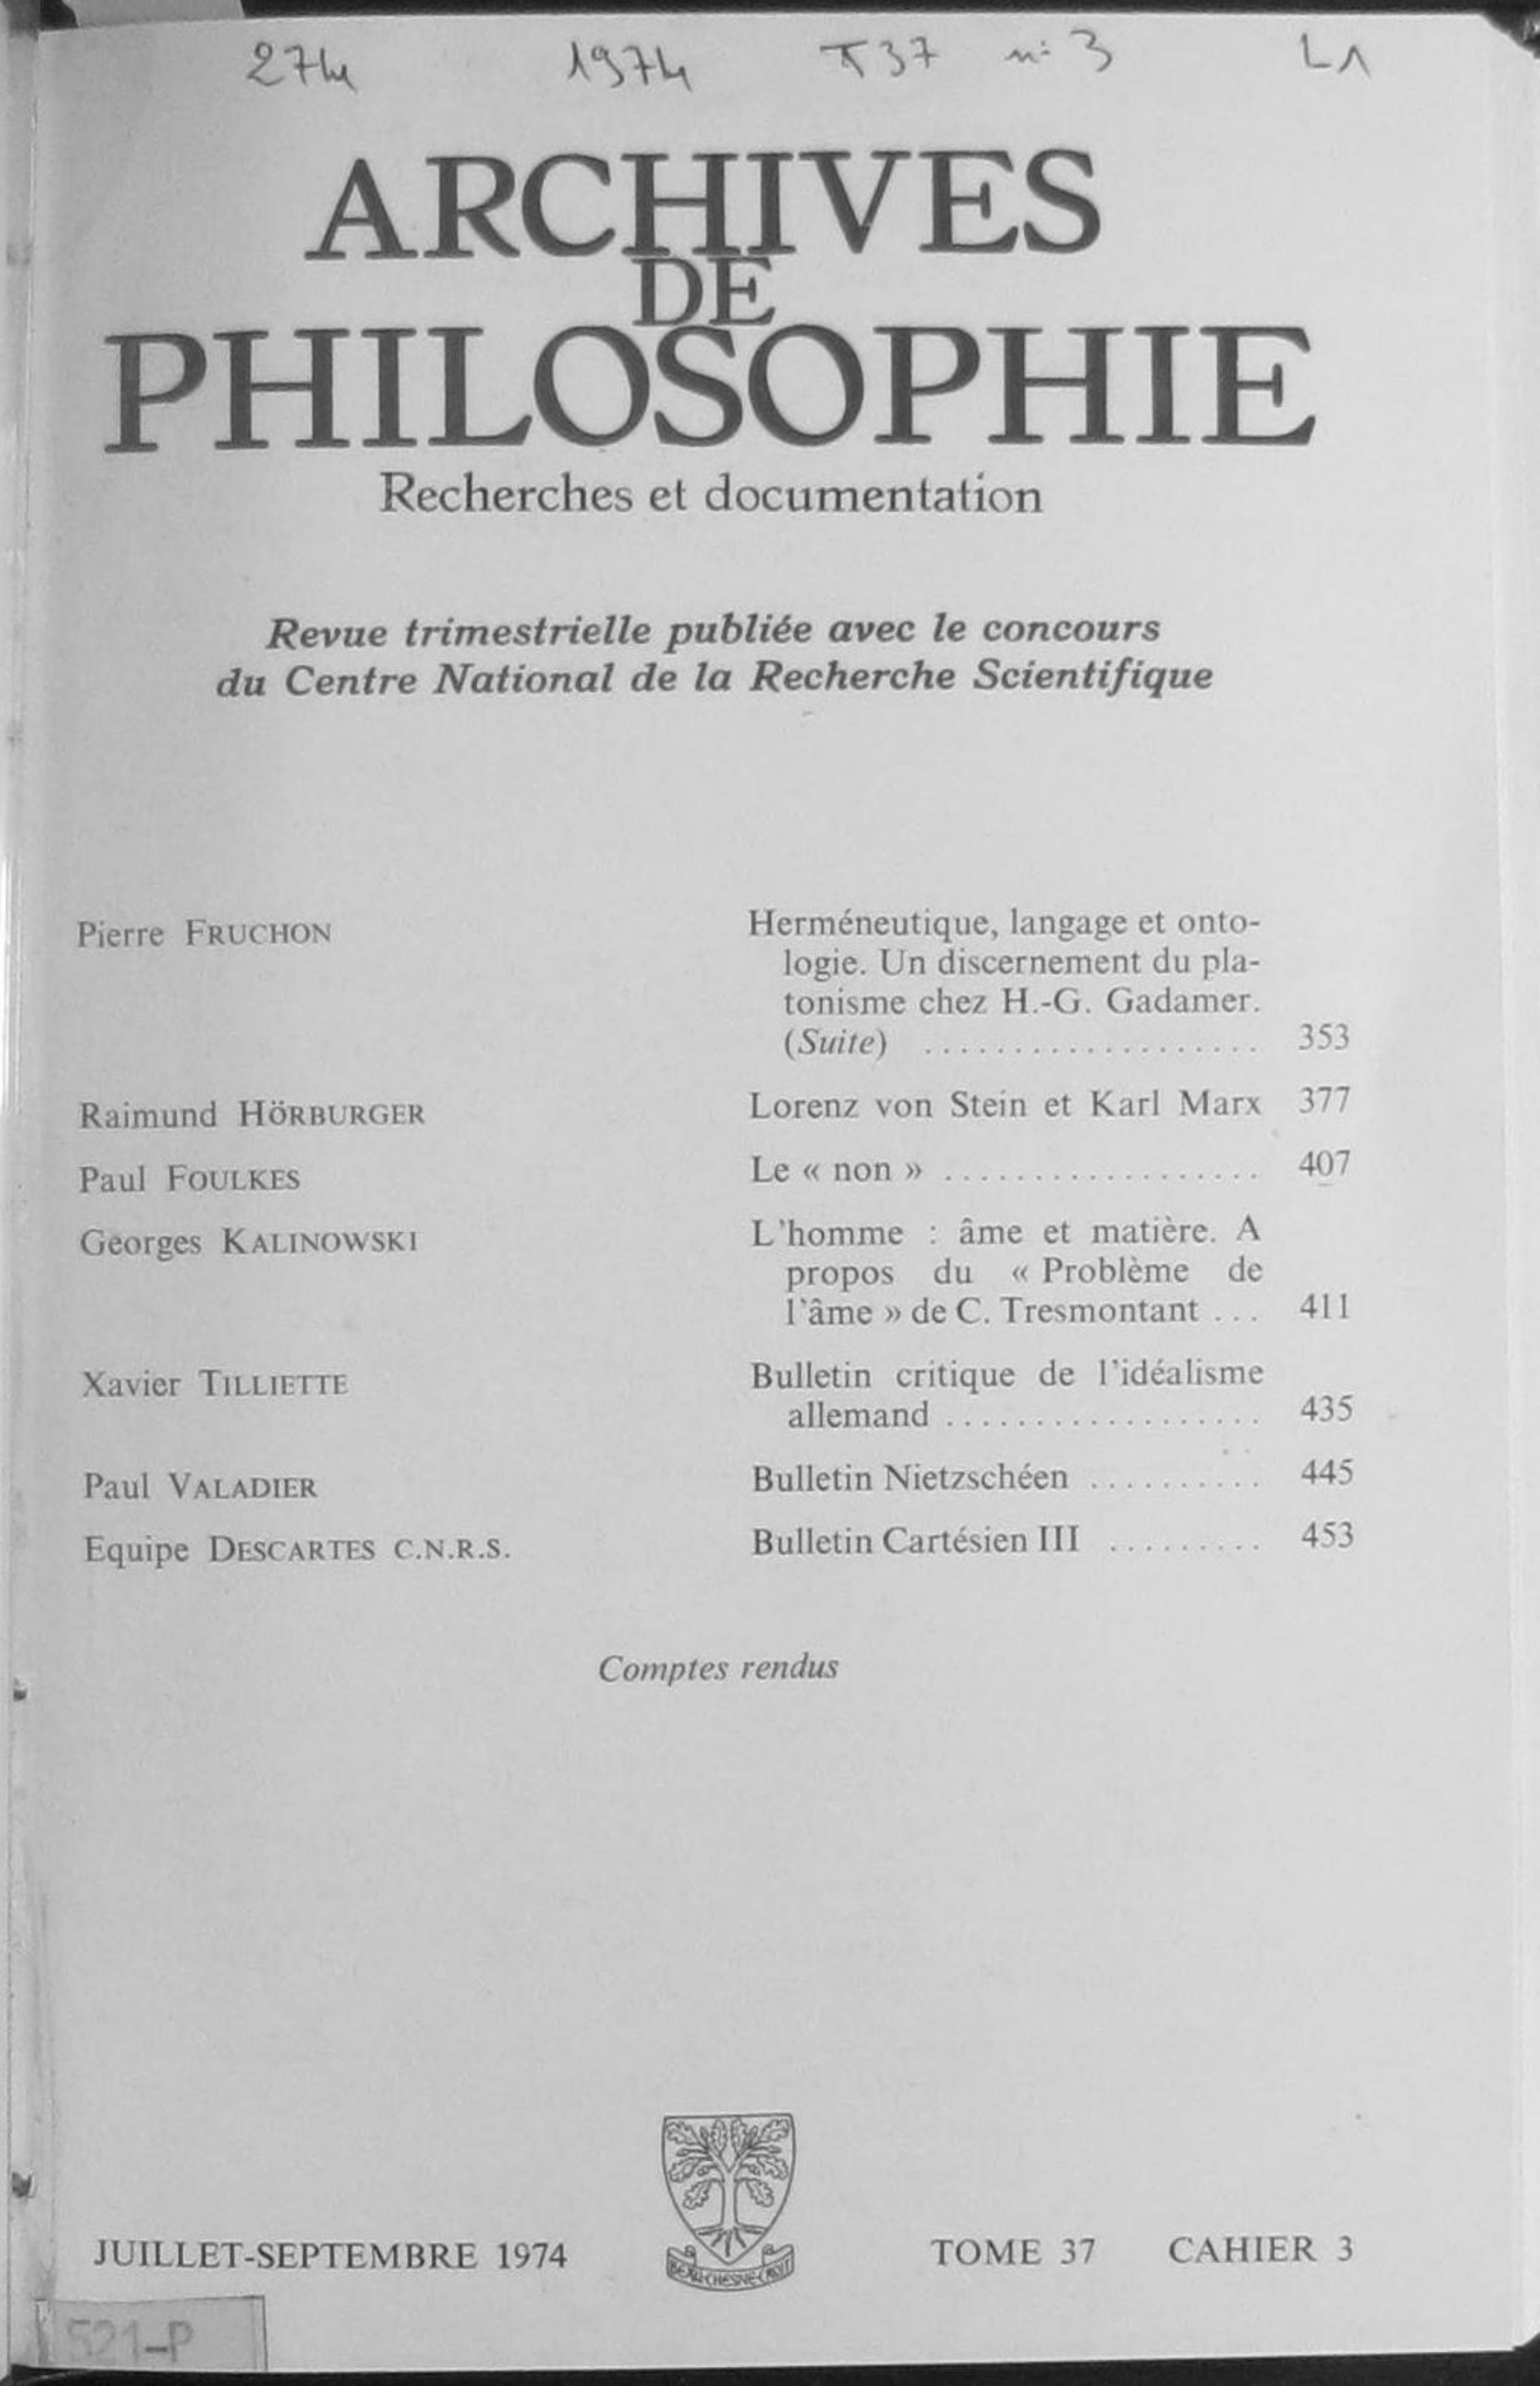 274 1974 T 37 n: 3 L1
ARCHIVES
DE
PHILOSOPHIE
Recherches et documentation
Revue trimestrielle publiée avec le concours
du Centre National de la Recherche Scientifique
Pierre FRUCHON Herméneutique, langage et onto-
logie. Un discernement du pla-
tonisme chez H.-G. Gadamer.
(Suite) ................... 353
Raimund HÖRBURGER Lorenz von Stein et Karl Marx 377
Paul FOULKES Le « non » .................. 407
Georges KALINOWSKI L'homme : âme et matière. A
propos du « Problème de
l'âme » de C. Tresmontant ... 411
Xavier TILLIETTE Bulletin critique de l'idéalisme
allemand .................. 435
Paul VALADIER Bulletin Nietzschéen .......... 445
Equipe DESCARTES C.N.R.S. Bulletin Cartésien III ......... 453
Comptes rendus
BEAU·CHESNE·CROIT
JUILLET-SEPTEMBRE 1974 TOME 37 CAHIER 3
521-P